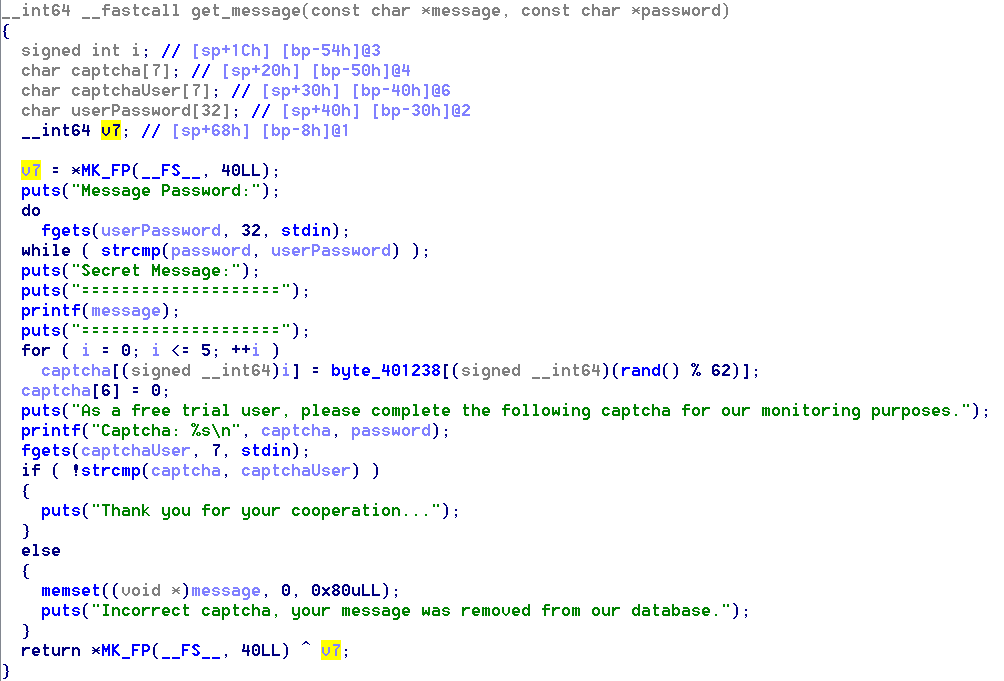 __int64 __fastcall get_message(const char *message, const char *password)
{
  signed int i; // [sp+1Ch] [bp-54h]@3
  char captcha[7]; // [sp+20h] [bp-50h]@4
  char captchaUser[7]; // [sp+30h] [bp-40h]@6
  char userPassword[32]; // [sp+40h] [bp-30h]@2
  __int64 v7; // [sp+68h] [bp-8h]@1

  v7 = *MK_FP(__FS__, 40LL);
  puts("Message Password:");
  do
    fgets(userPassword, 32, stdin);
  while ( strcmp(password, userPassword) );
  puts("Secret Message:");
  puts("====================");
  printf(message);
  puts("====================");
  for ( i = 0; i <= 5; ++i )
    captcha[(signed __int64)i] = byte_401238[(signed __int64)(rand() % 62)];
  captcha[6] = 0;
  puts("As a free trial user, please complete the following captcha for our monitoring purposes.");
  printf("Captcha: %s\n", captcha, password);
  fgets(captchaUser, 7, stdin);
  if ( !strcmp(captcha, captchaUser) )
  {
    puts("Thank you for your cooperation...");
  }
  else
  {
    memset((void *)message, 0, 0x80uLL);
    puts("Incorrect captcha, your message was removed from our database.");
  }
  return *MK_FP(__FS__, 40LL) ^ v7;
}